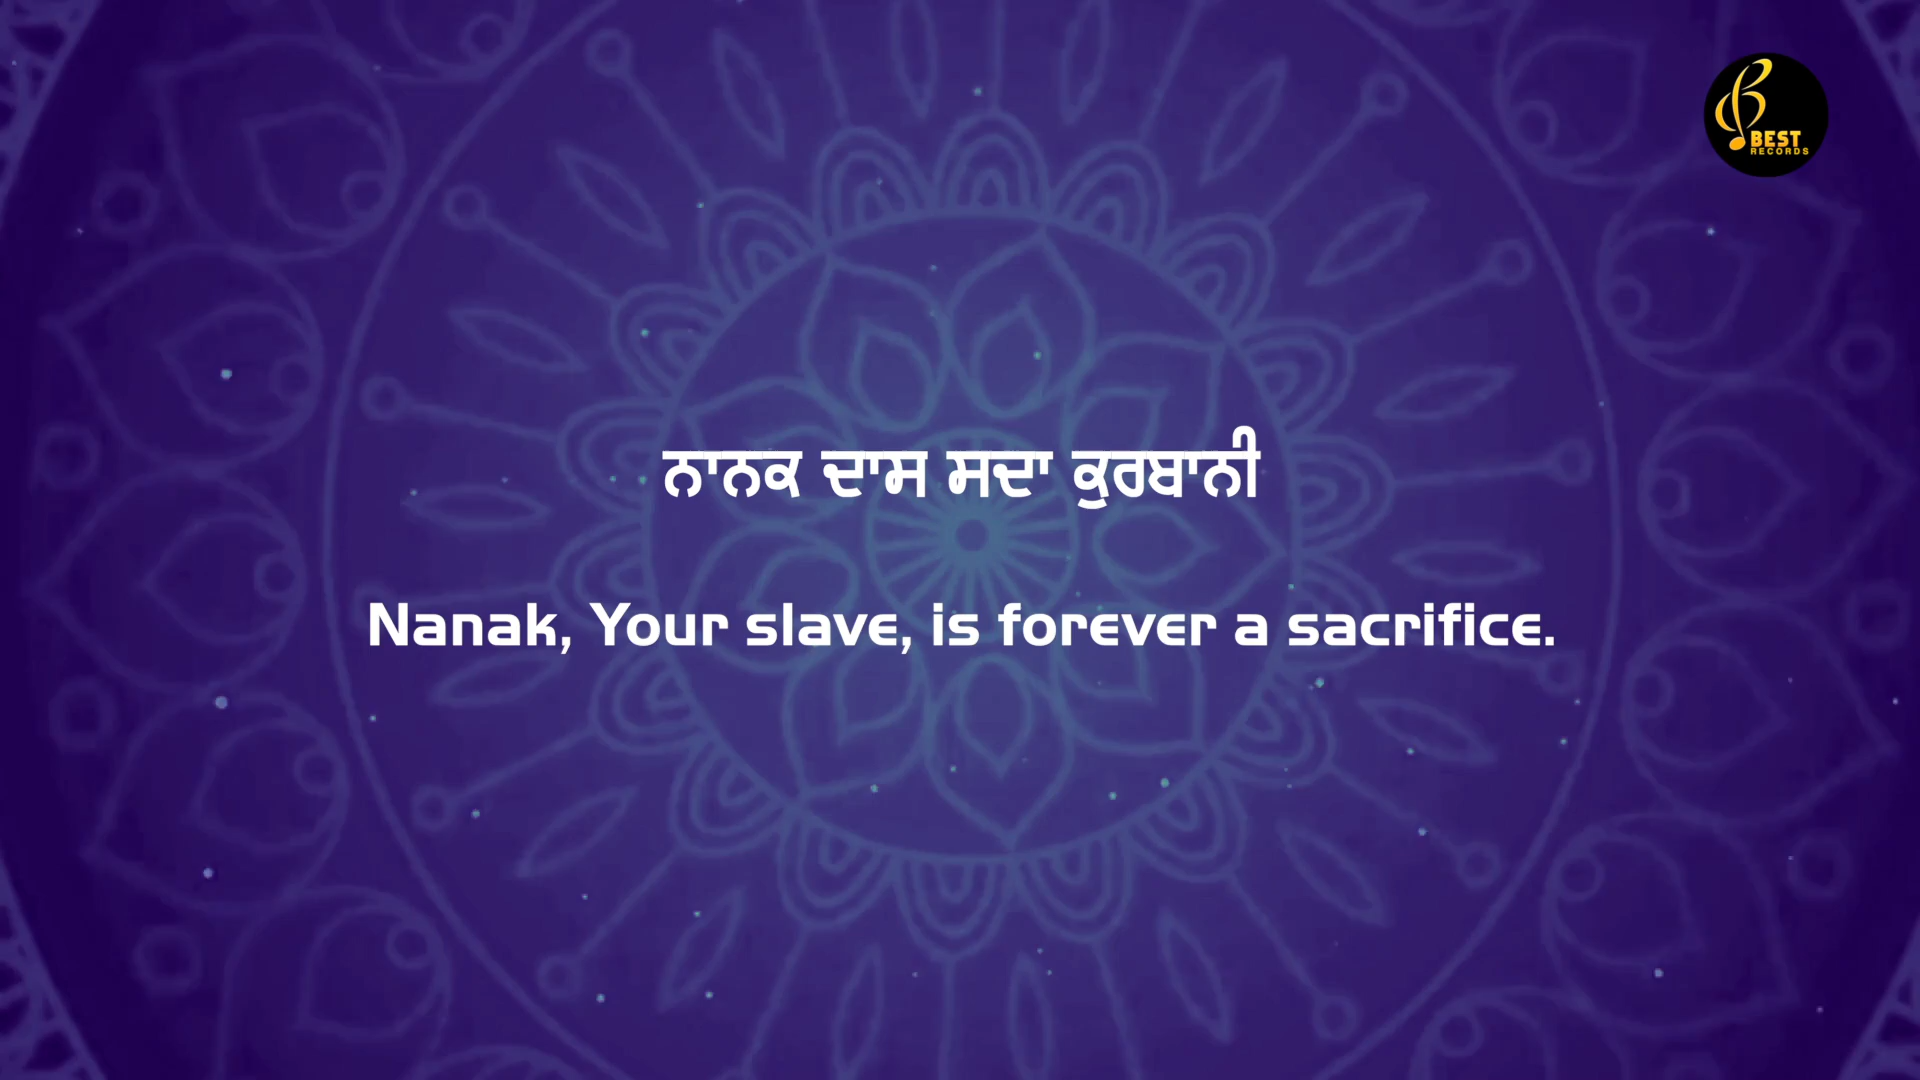 BEST
RECORDS
ਨਾਨਕ ਦਾਸ ਸਦਾ ਕੁਰਬਾਨੀ
Nanak, Your slave, is forever a sacrifice.